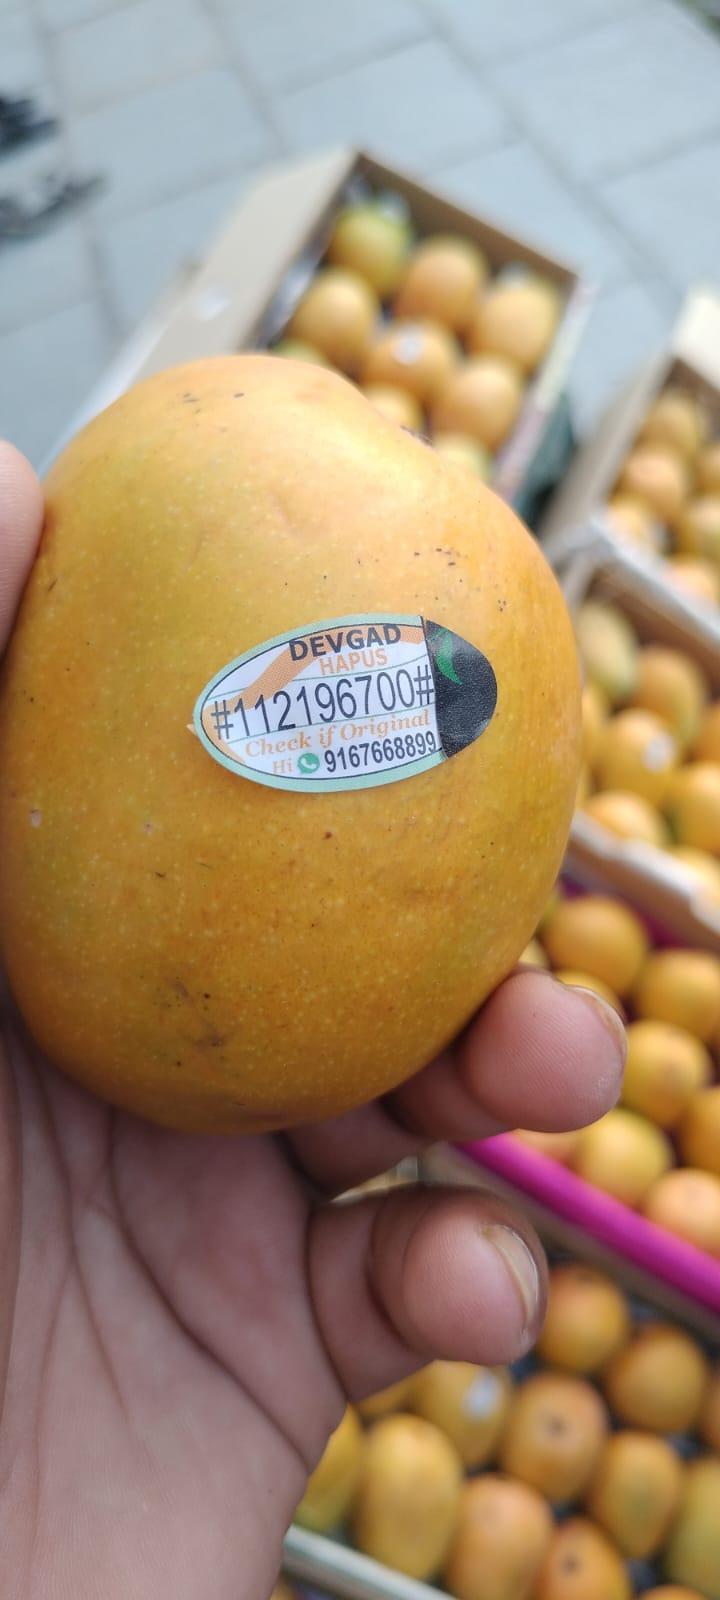 DEVGAD
HAPUS
#112196700#
Check if Original
Hi 9167668899